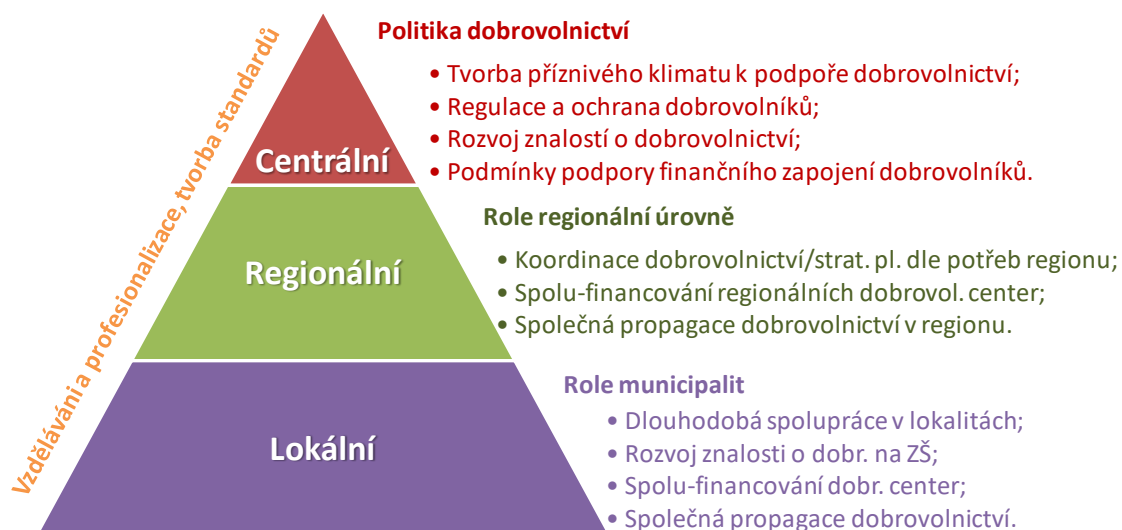 Vzdělávání a profesionalizace, tvorba standardů
Politika dobrovolnictví
• Tvorba příznivého klimatu k podpoře dobrovolnictví;
• Regulace a ochrana dobrovolníků;
• Rozvoj znalostí o dobrovolnictví;
• Podmínky podpory finančního zapojení dobrovolníků.
Centrální
Role regionální úrovně
• Koordinace dobrovolnictví/strat. pl. dle potřeb regionu;
• Spolu-financování regionálních dobrovol. center;
• Společná propagace dobrovolnictví v regionu.
Regionální
Role municipalit
• Dlouhodobá spolupráce v lokalitách;
• Rozvoj znalosti o dobr. na ZŠ;
• Spolu-financování dobr. center;
• Společná propagace dobrovolnictví.
Lokální